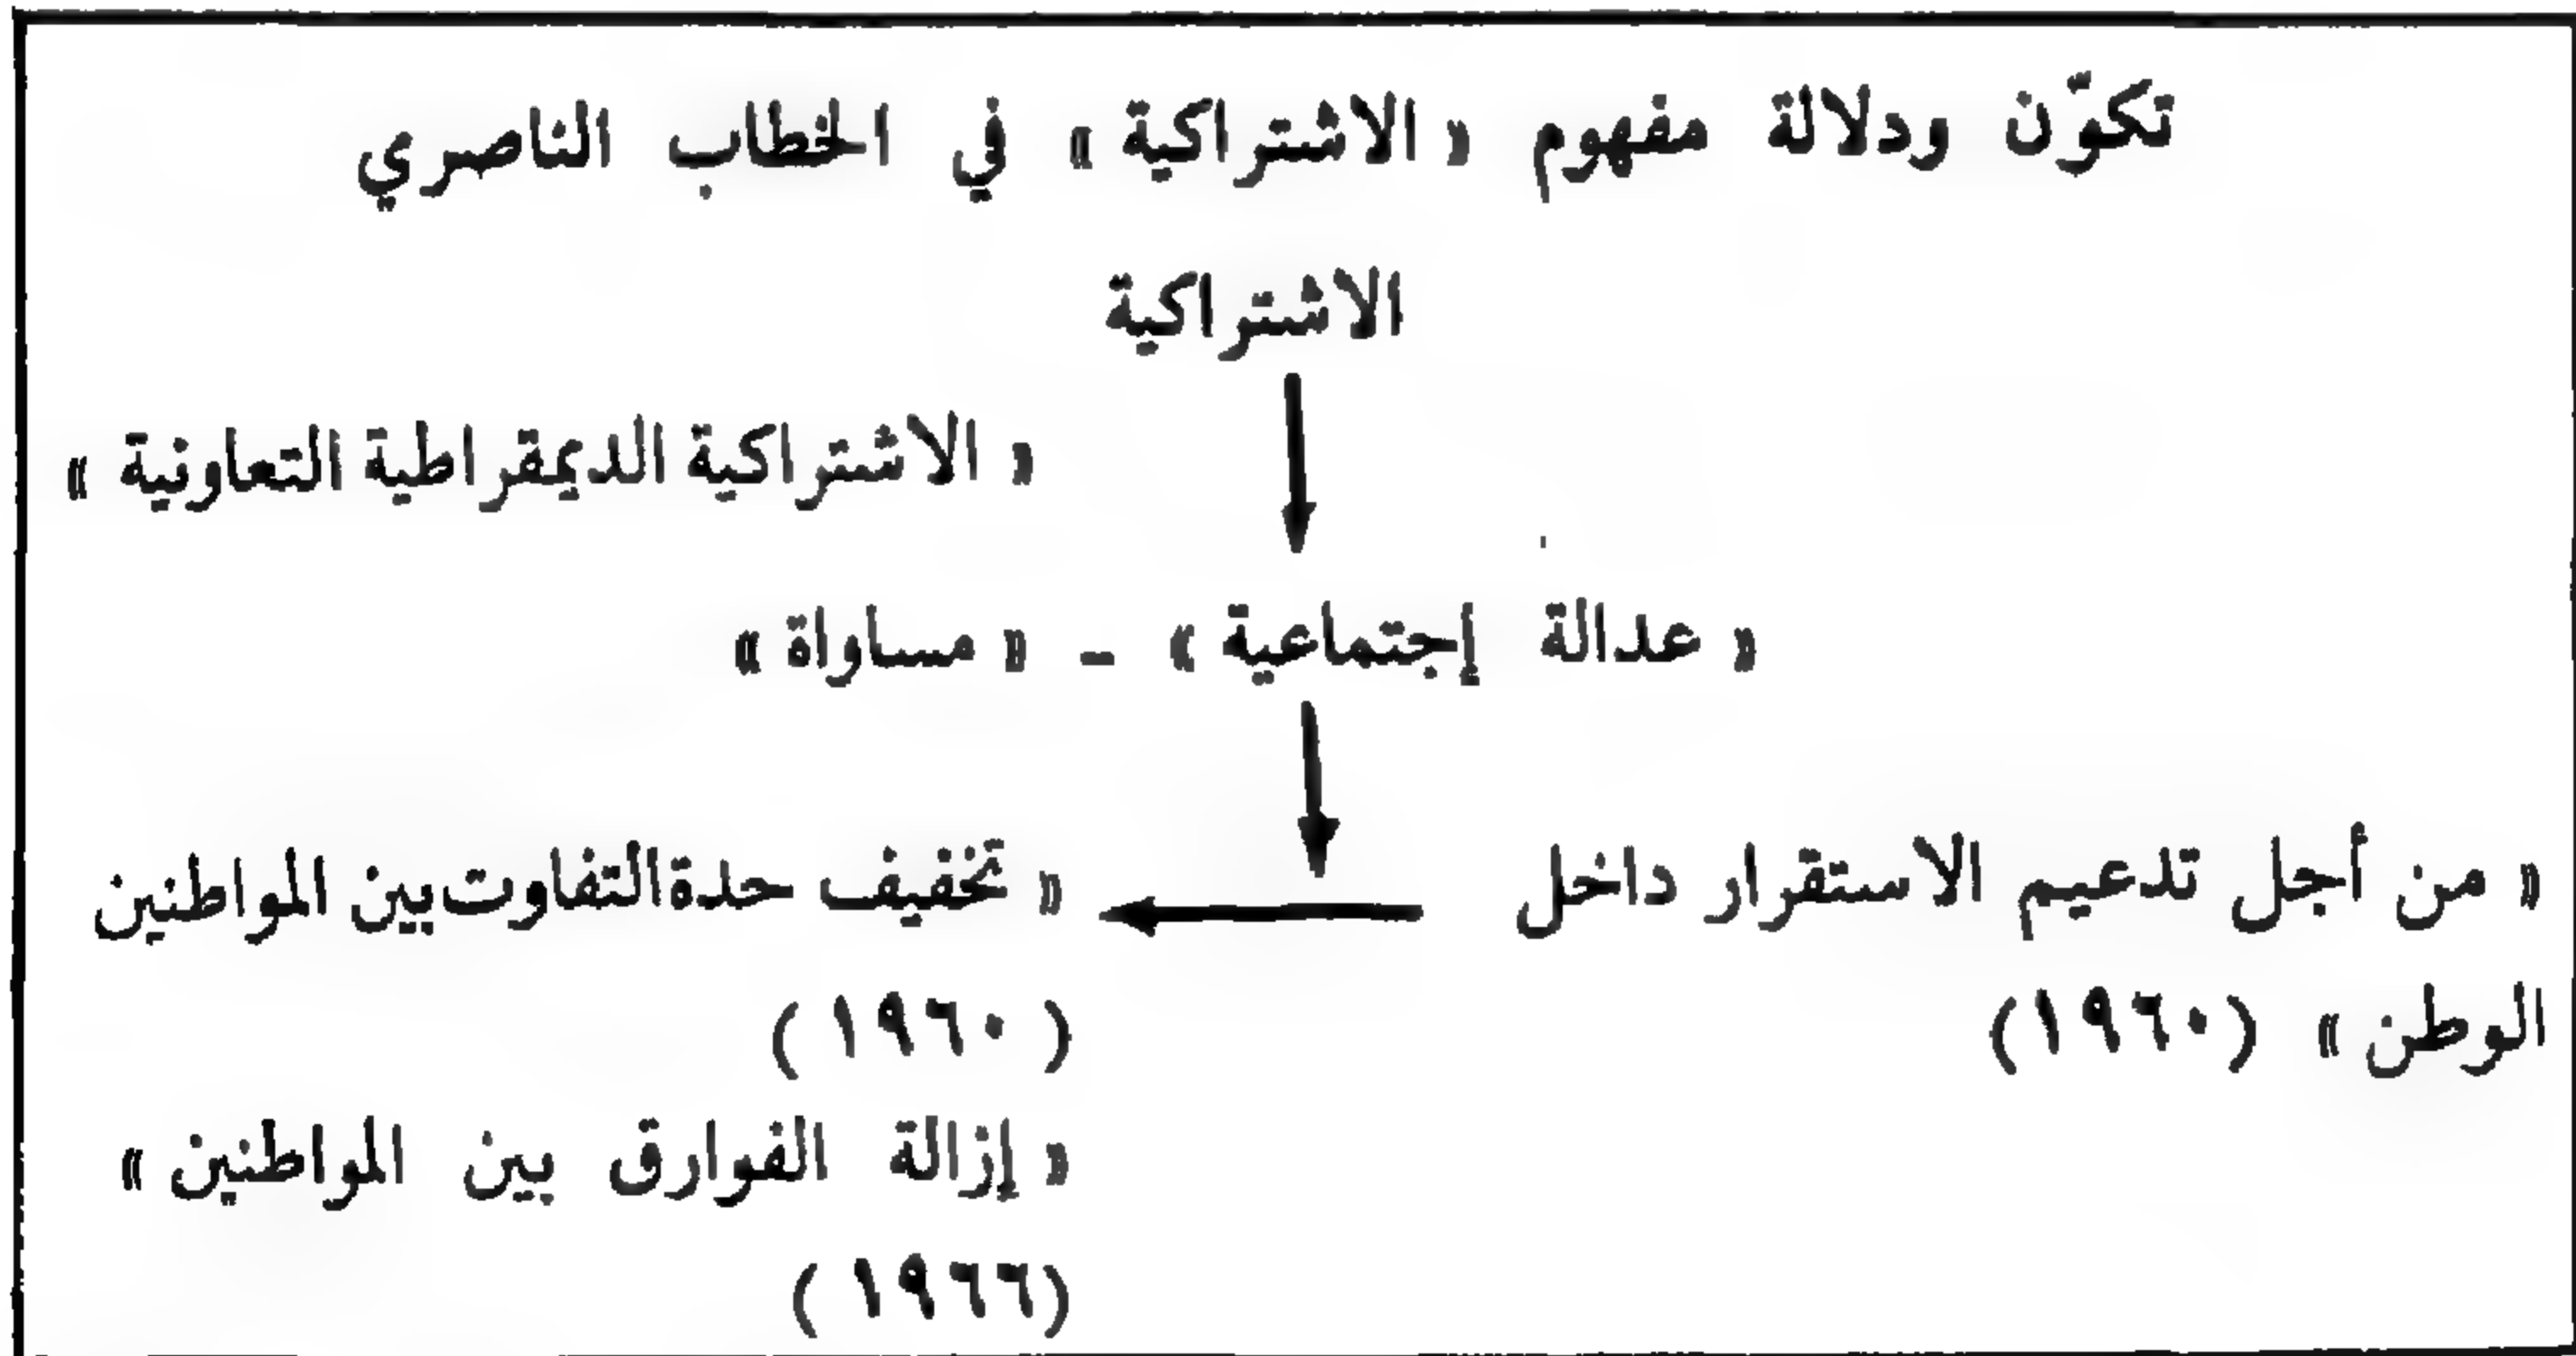 تكوّن ودلالة مفهوم « الاشتراكية » في الخطاب الناصري
الاشتراكية
« الاشتراكية الديمقراطية التعاونية »
« عدالة إجتماعية » ـ « مساواة »
« من أجل تدعيم الاستقرار داخل
الوطن » (١٩٦٠)
« تخفيف حدة التفاوت بين المواطنين
( ١٩٦٠ )
« إزالة الفوارق بين المواطنين »
(١٩٦٦ )